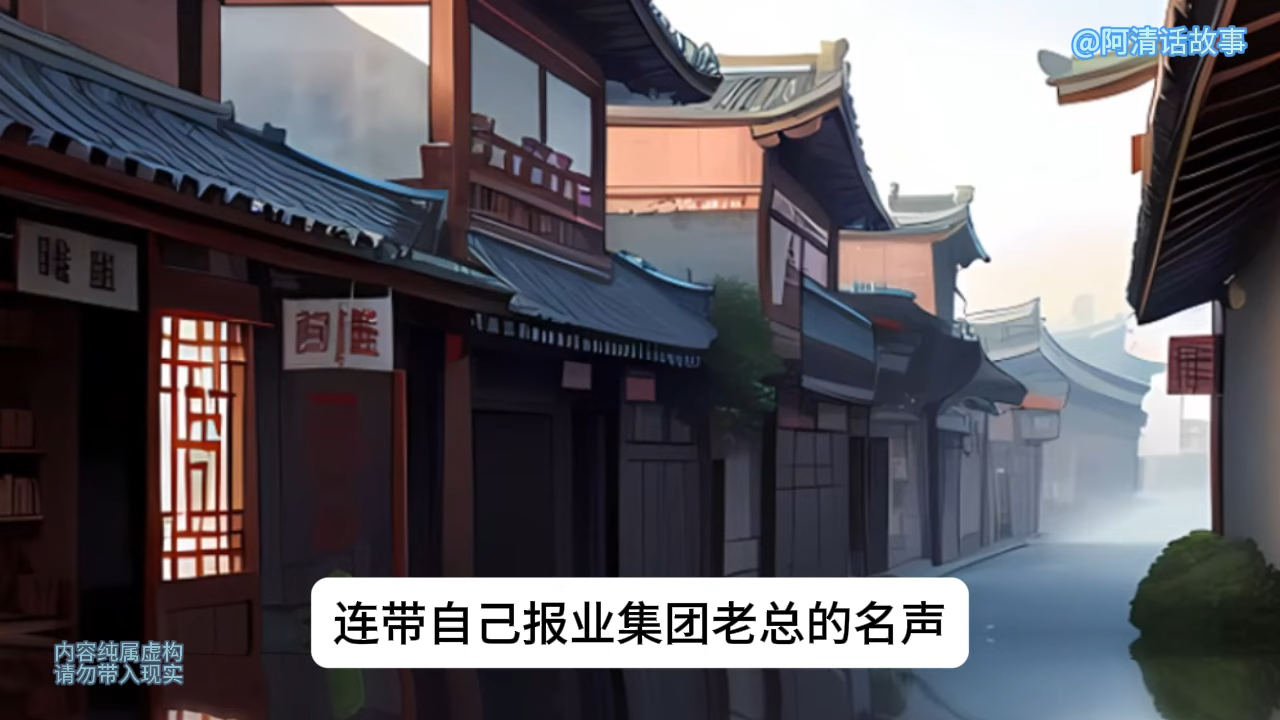 @阿清话故事
连带自己报业集团老总的名声
内容纯属虚构
请勿带入现实